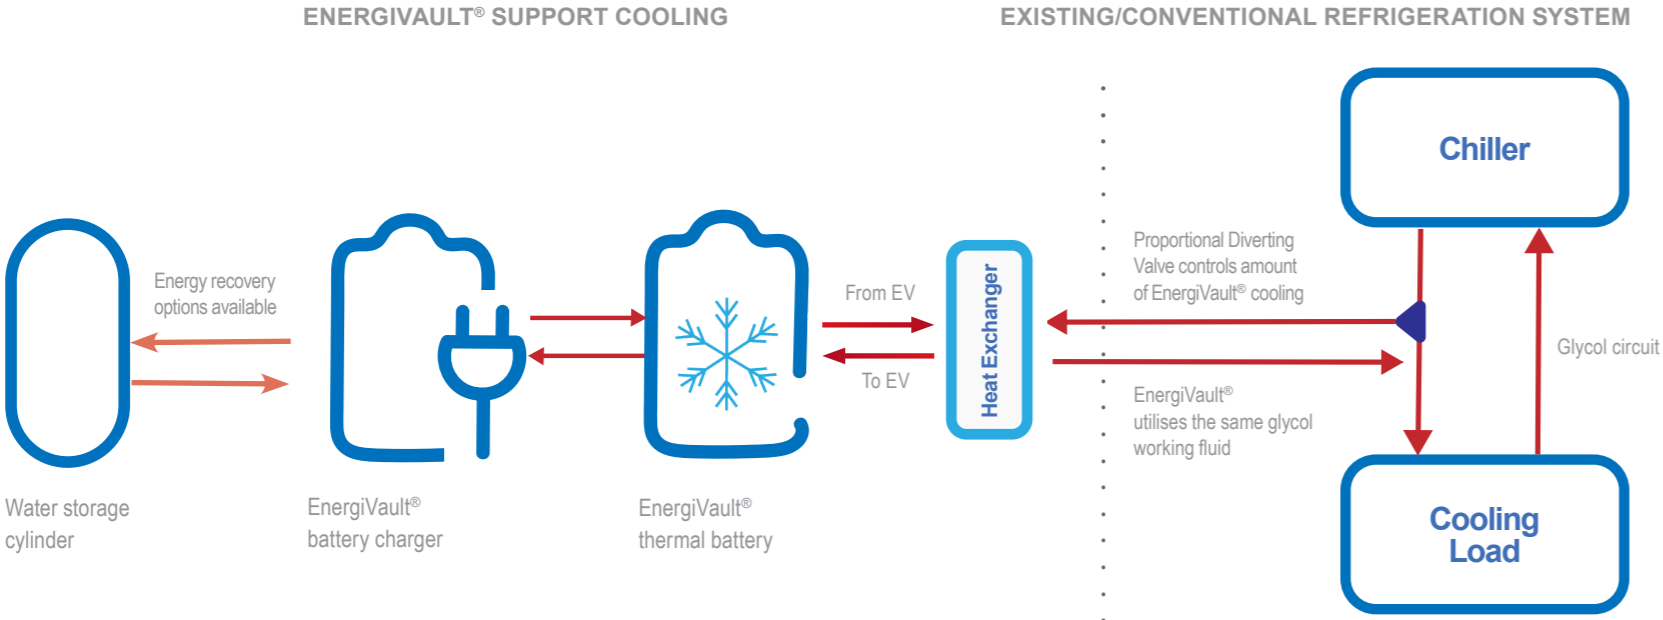 ENERGIVAULT® SUPPORT COOLING
EXISTING/CONVENTIONAL REFRIGERATION SYSTEM
Chiller
Proportional Diverting
Valve controls amount
of EnergiVault® cooling
Energy recovery
options available
From EV
To EV
Heat Exchanger
Glycol circuit
EnergiVault®
utilises the same glycol
working fluid
Water storage
cylinder
EnergiVault®
battery charger
EnergiVault®
thermal battery
Cooling
Load